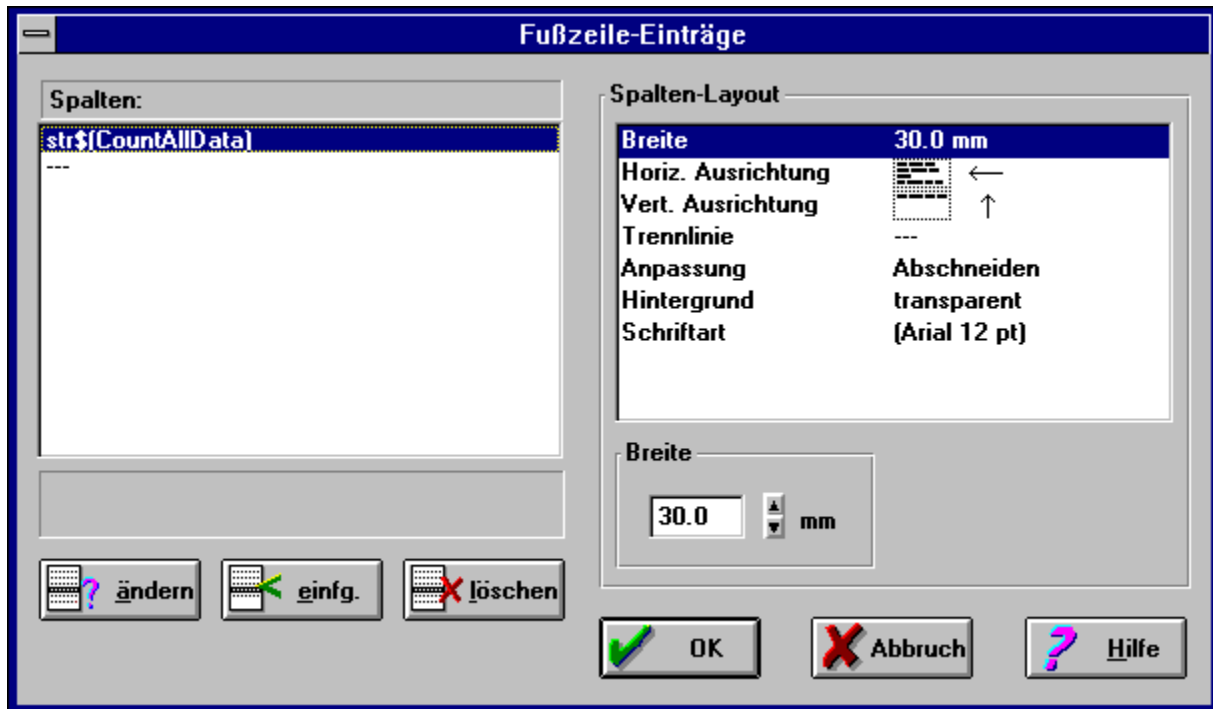 Fußzeile-Einträge
Spalten:
str$(CountAllData)
---
ändern
einfg.
löschen
Spalten-Layout
Breite 30.0 mm
Horiz. Ausrichtung
Vert. Ausrichtung
Trennlinie ---
Anpassung Abschneiden
Hintergrund transparent
Schriftart (Arial 12 pt)
Breite
30.0 mm
OK
Abbruch
Hilfe